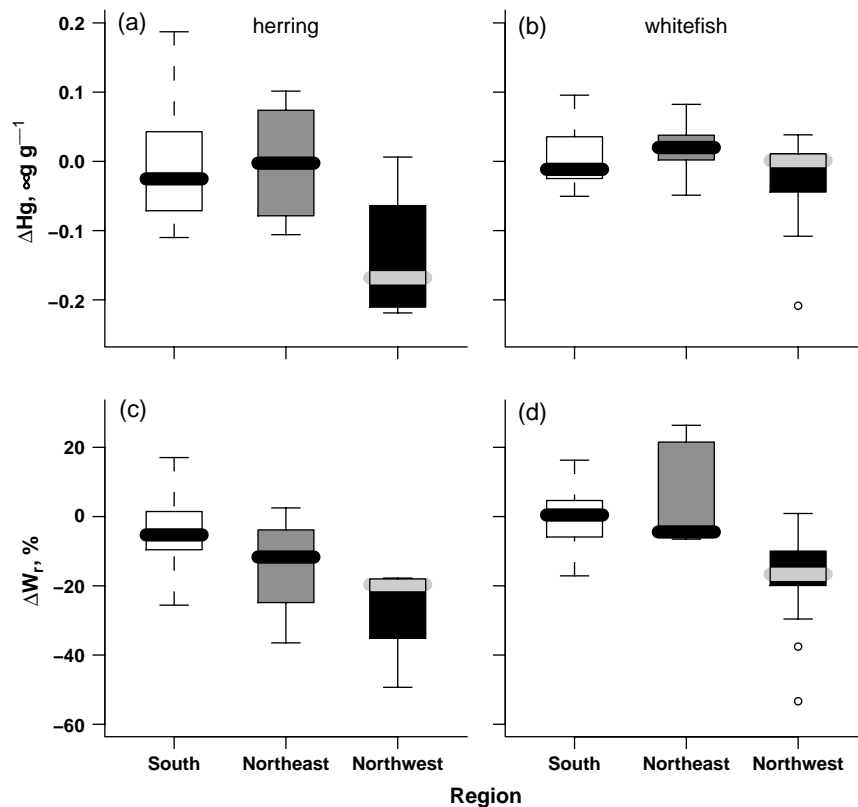 (a) herring
(b) whitefish
ΔHg, ∝g g⁻¹
0.2
0.1
0.0
−0.1
−0.2
(c)
(d)
ΔWr, %
20
0
−20
−40
−60
South Northeast Northwest
South Northeast Northwest
Region